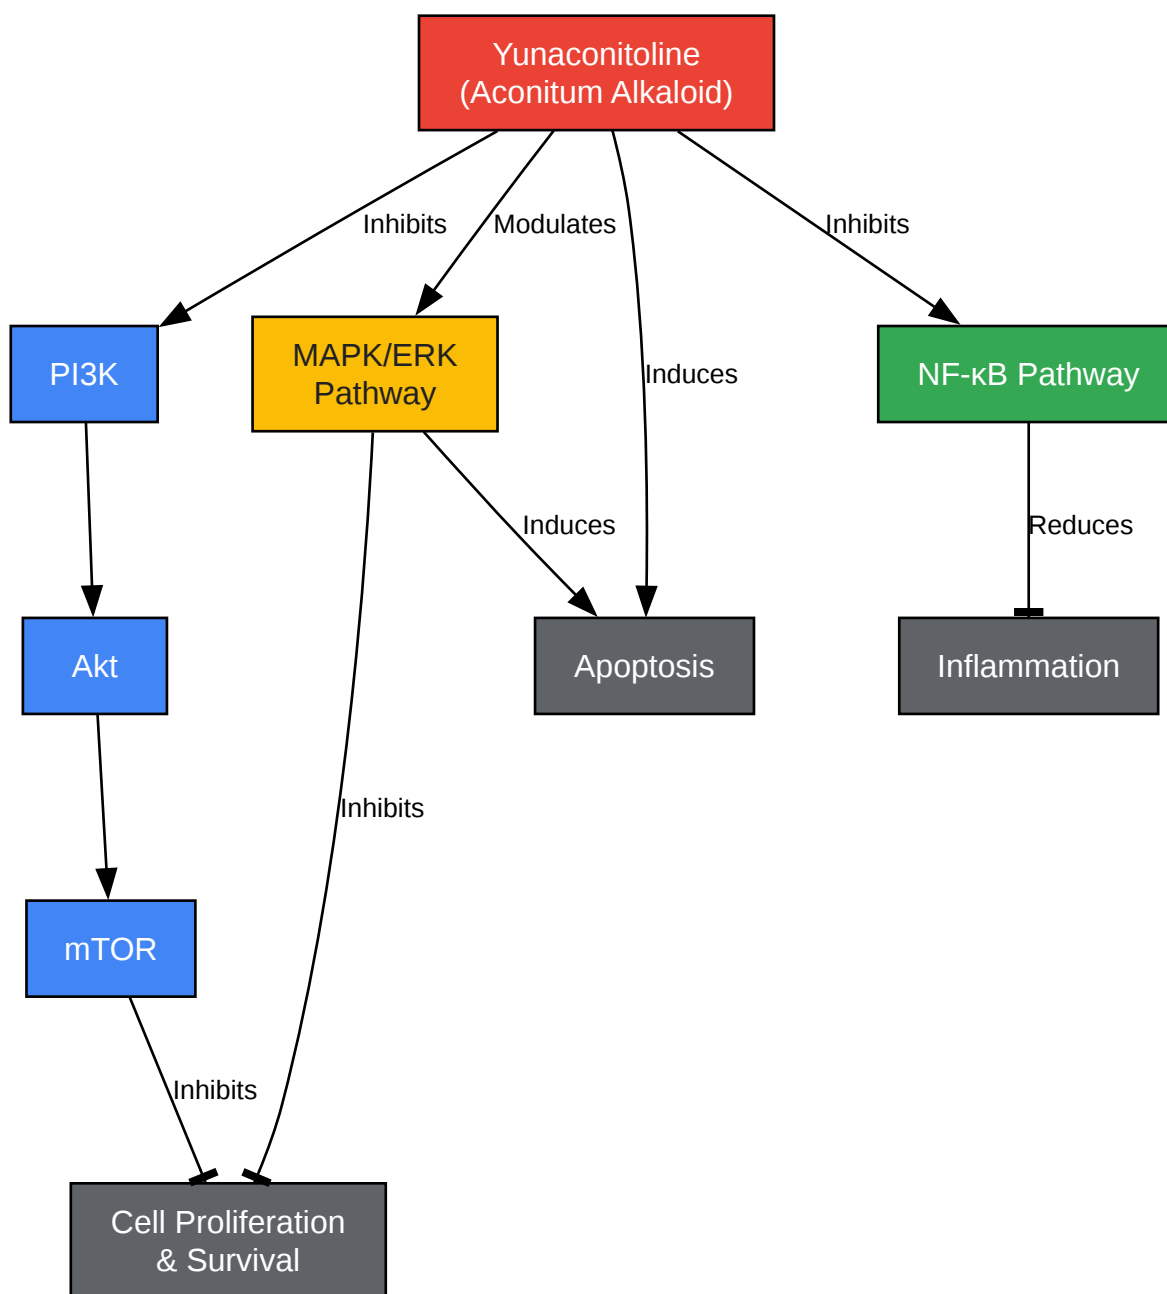 Yunaconitoline
(Aconitum Alkaloid)
Inhibits
Modulates
Inhibits
PI3K
MAPK/ERK
Pathway
Induces
NF-κB Pathway
Induces
Reduces
Akt
Apoptosis
Inflammation
Inhibits
mTOR
Inhibits
Cell Proliferation
& Survival